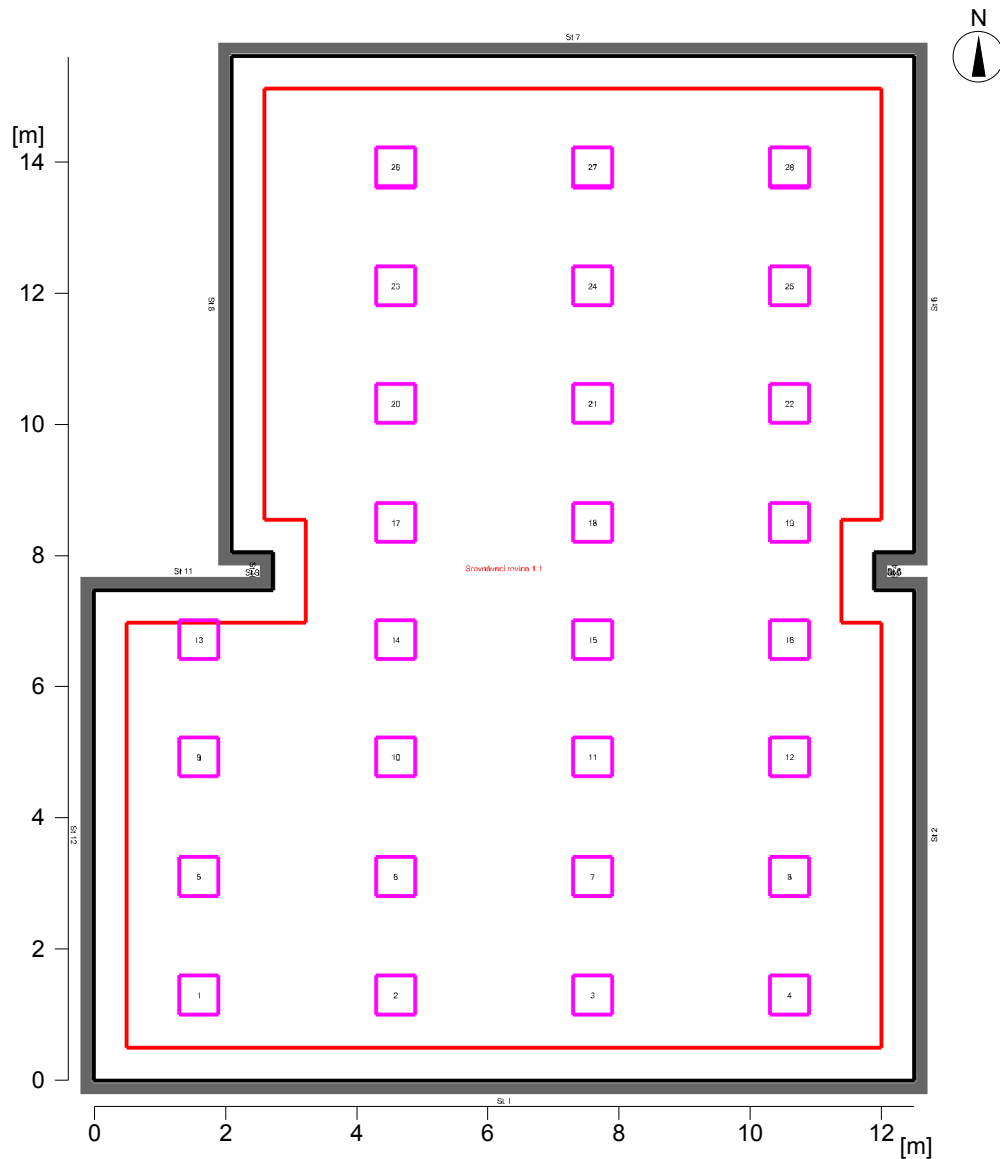 N
St 7
[m]
14
26 27 28
12
23 24 25
St 8
St 6
10
20 21 22
17 18 19
8
Srovnávací rovina 1.1
St 11
13 14 15 16
6
9 10 11 12
4
St 12
St 2
5 6 7 8
2
1 2 3 4
0
St 1
0 2 4 6 8 10 12
[m]